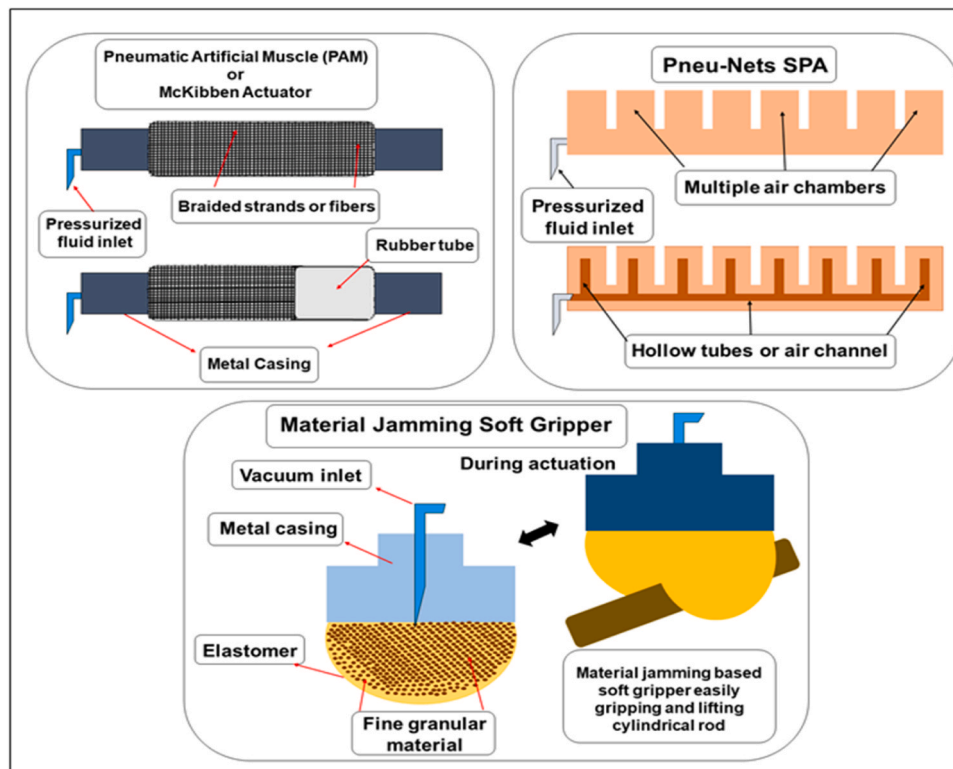 Pneumatic Artificial Muscle (PAM)
or
McKibben Actuator
Braided strands or fibers
Pressurized
fluid inlet
Rubber tube
Metal Casing
Pneu-Nets SPA
Multiple air chambers
Pressurized
fluid inlet
Hollow tubes or air channel
Material Jamming Soft Gripper
During actuation
Vacuum inlet
Metal casing
Elastomer
Fine granular
material
Material jamming based
soft gripper easily
gripping and lifting
cylindrical rod